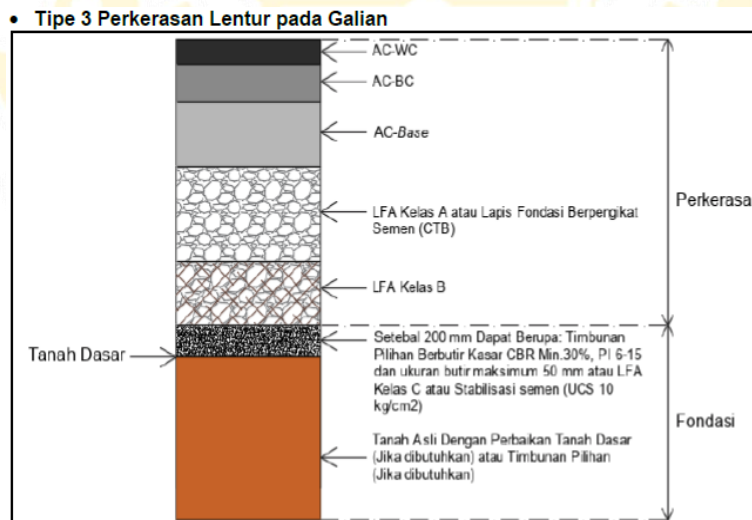 • Tipe 3 Perkerasan Lentur pada Galian
AC-WC
AC-BC
AC-Base
LFA Kelas A atau Lapis Fondasi Berpengikat
Semen (CTB)
Perkerasa
LFA Kelas B
Setebal 200 mm Dapat Berupa: Timbunan
Pilihan Berbutir Kasar CBR Min.30%, PI 6-15
dan ukuran butir maksimum 50 mm atau LFA
Kelas C atau Stabilisasi semen (UCS 10
kg/cm2)
Tanah Dasar
Fondasi
Tanah Asli Dengan Perbaikan Tanah Dasar
(Jika dibutuhkan) atau Timbunan Pilihan
(Jika dibutuhkan)